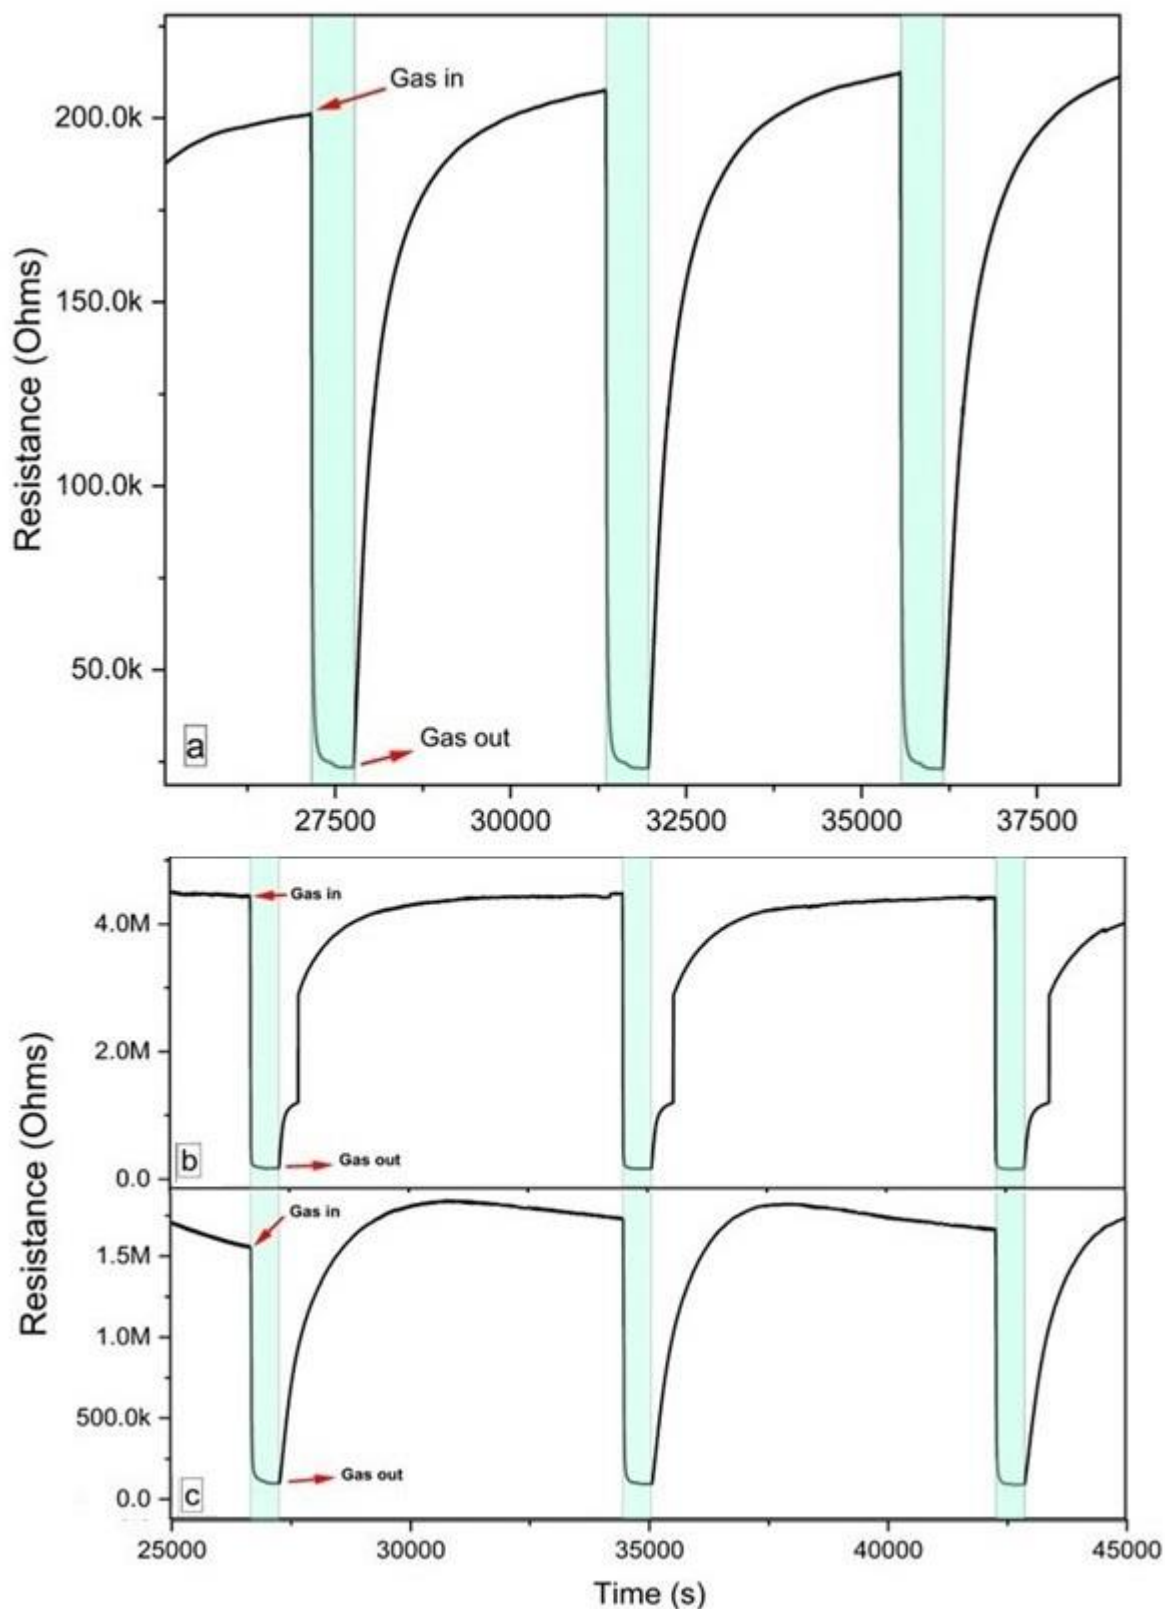 Resistance (Ohms)
200.0k
150.0k
100.0k
50.0k
Gas in
Gas out
a
27500 30000 32500 35000 37500
Resistance (Ohms)
4.0M
2.0M
0.0
Gas in
Gas out
b
1.5M
1.0M
500.0k
0.0
Gas in
Gas out
c
25000 30000 35000 40000 45000
Time (s)